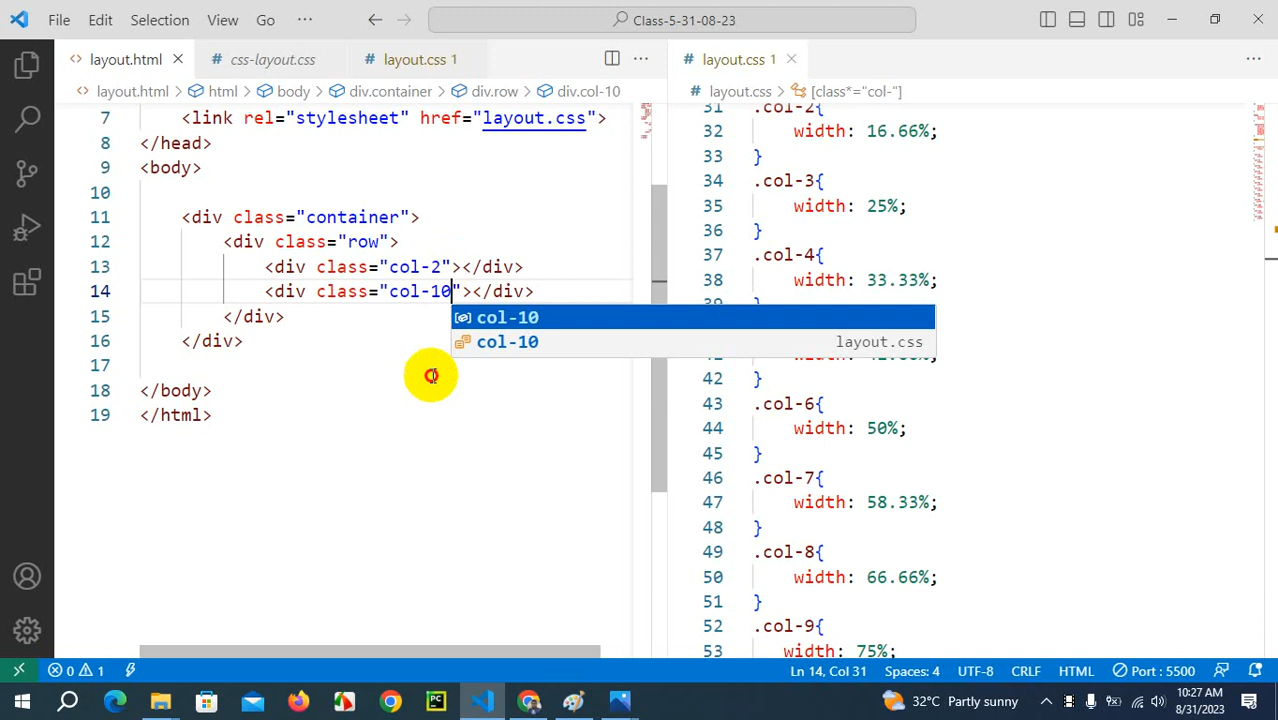 File Edit Selection View Go ··· Class-5-31-08-23
layout.html css-layout.css layout.css 1
layout.html > html > body > div.container > div.row > div.col-10
7 <link rel="stylesheet" href="layout.css">
8 </head>
9 <body>
10
11 <div class="container">
12 <div class="row">
13 <div class="col-2"></div>
14 <div class="col-10"></div>
col-10
col-10 layout.css
15 </div>
16 </div>
17
18 </body>
19 </html>
layout.css 1
layout.css > [class*="col-"]
31 .col-2{
32 width: 16.66%;
33 }
34 .col-3{
35 width: 25%;
36 }
37 .col-4{
38 width: 33.33%;
42 }
43 .col-6{
44 width: 50%;
45 }
46 .col-7{
47 width: 58.33%;
48 }
49 .col-8{
50 width: 66.66%;
51 }
52 .col-9{
53 width: 75%;
0 1 Ln 14, Col 31 Spaces: 4 UTF-8 CRLF HTML Port : 5500
PC 32°C Partly sunny 10:27 AM
8/31/2023